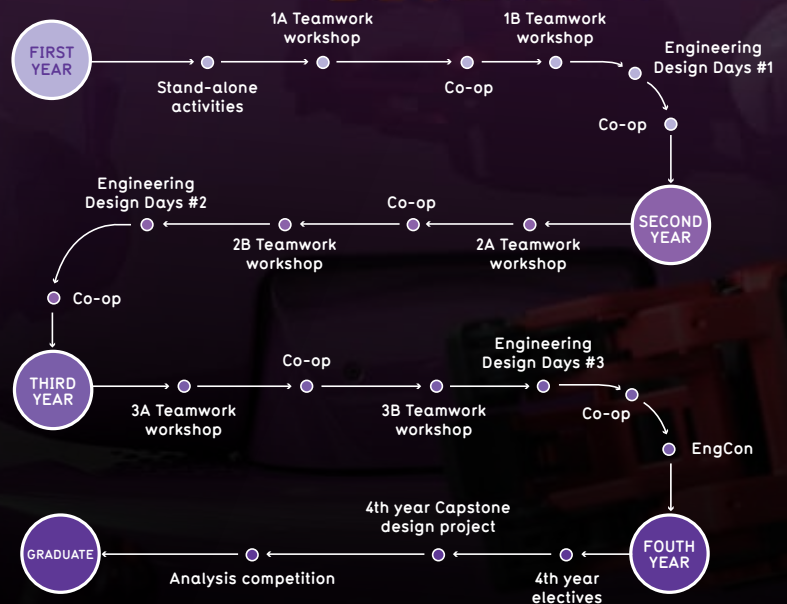 FIRST
YEAR
Stand-alone
activities
1A Teamwork
workshop
Co-op
1B Teamwork
workshop
Engineering
Design Days #1
Co-op
SECOND
YEAR
2A Teamwork
workshop
Co-op
2B Teamwork
workshop
Engineering
Design Days #2
Co-op
THIRD
YEAR
3A Teamwork
workshop
Co-op
3B Teamwork
workshop
Engineering
Design Days #3
Co-op
EngCon
FOUTH
YEAR
4th year
electives
4th year Capstone
design project
Analysis competition
GRADUATE